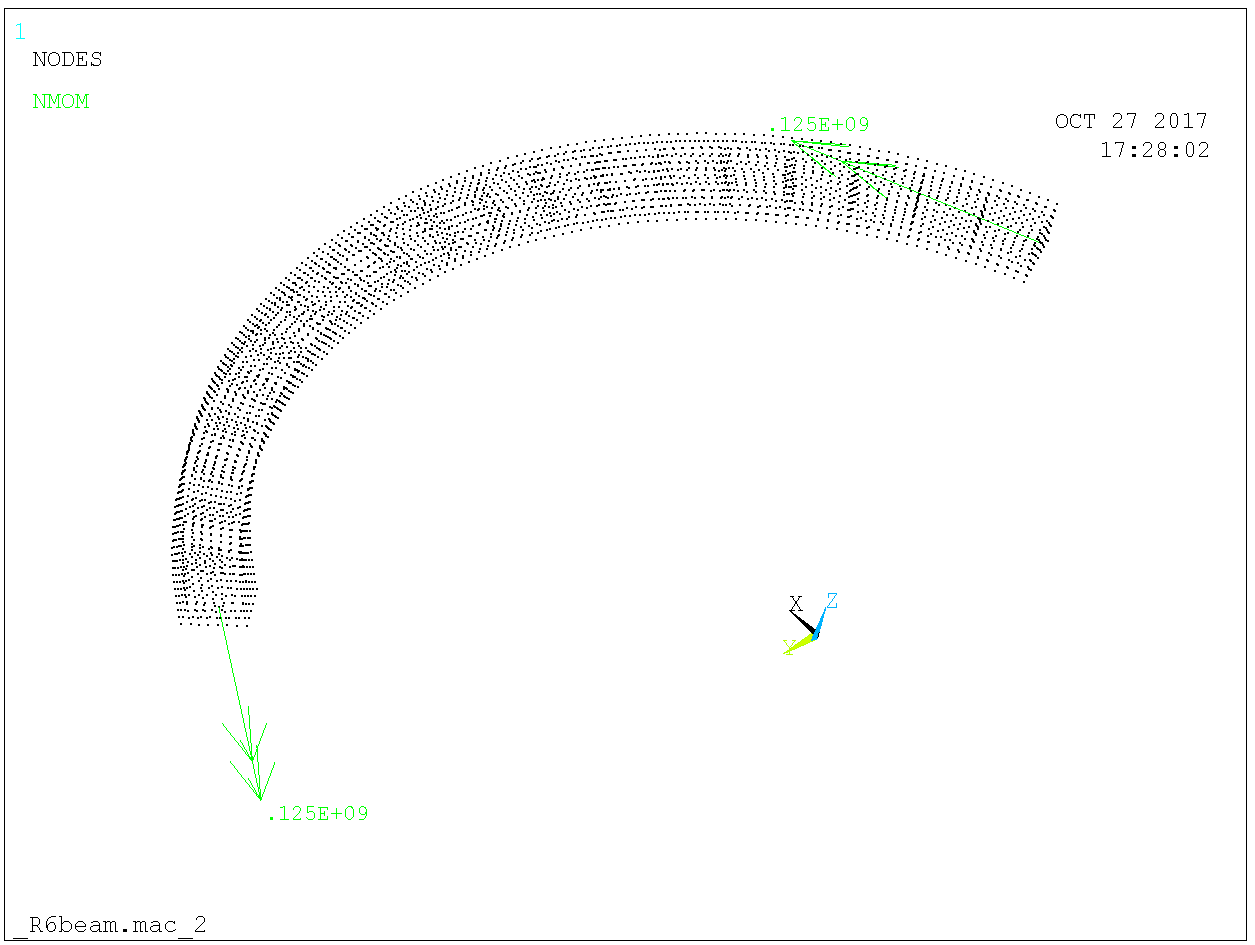 1
NODES
NMOM
.125E+09
OCT 27 2017
17:28:02
X
Z
Y
.125E+09
_R6beam.mac_2